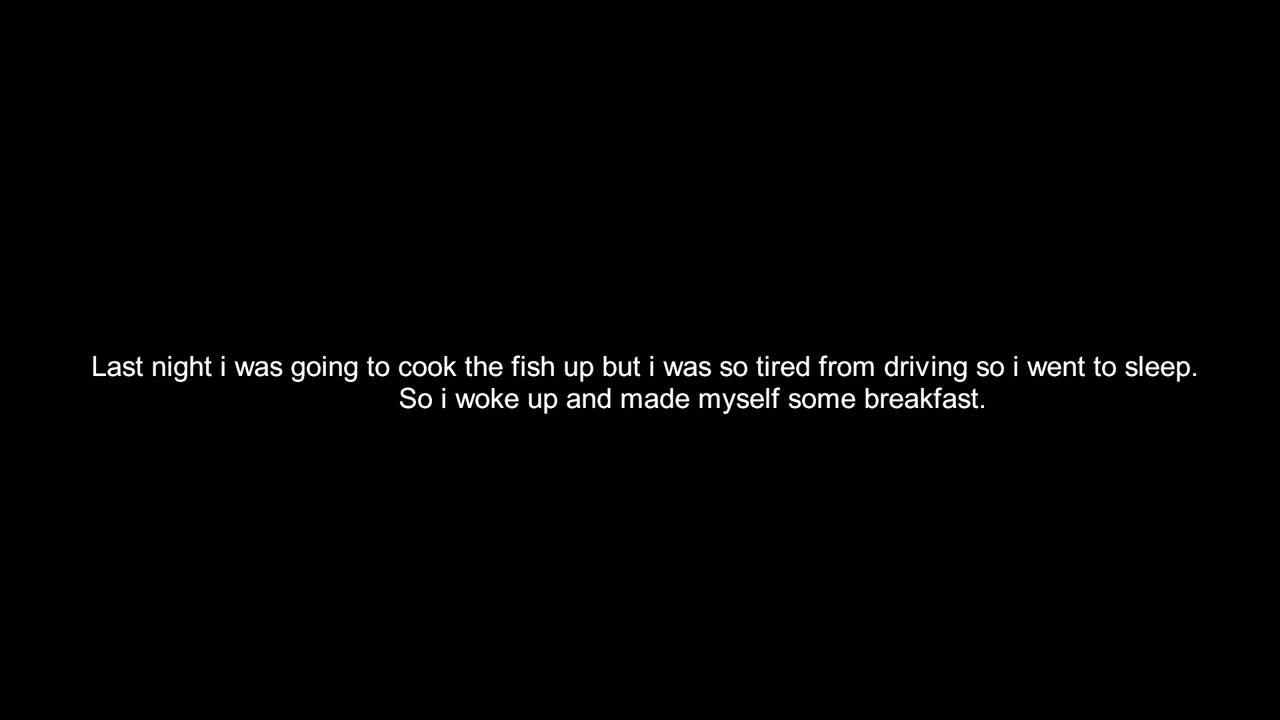 Last night i was going to cook the fish up but i was so tired from driving so i went to sleep.
So i woke up and made myself some breakfast.